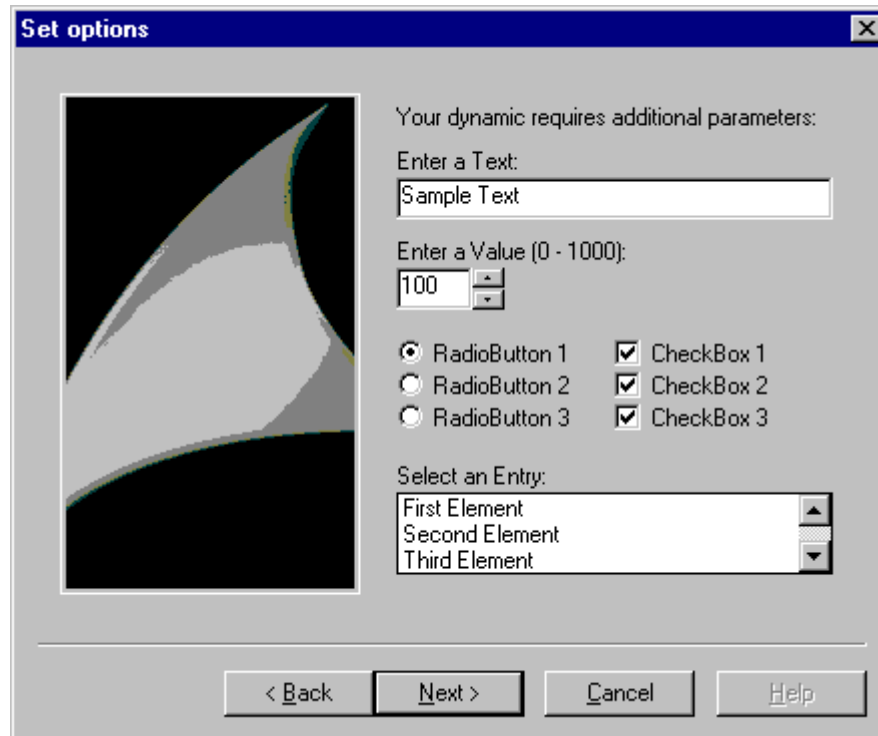 Set options
Your dynamic requires additional parameters:
Enter a Text:
Sample Text
Enter a Value (0 - 1000):
100
RadioButton 1 CheckBox 1
RadioButton 2 CheckBox 2
RadioButton 3 CheckBox 3
Select an Entry:
First Element
Second Element
Third Element
< Back Next > Cancel Help